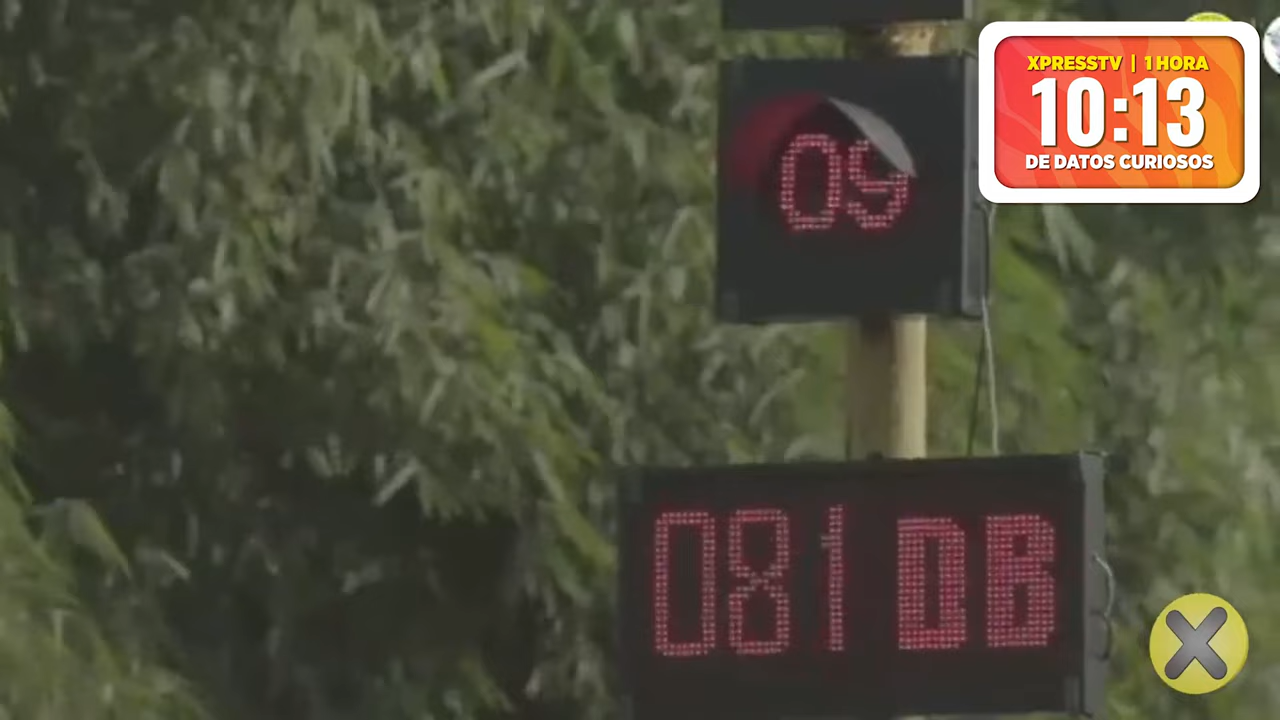 XPRESSTV | 1 HORA
10:13
DE DATOS CURIOSOS
09
081 DB
X